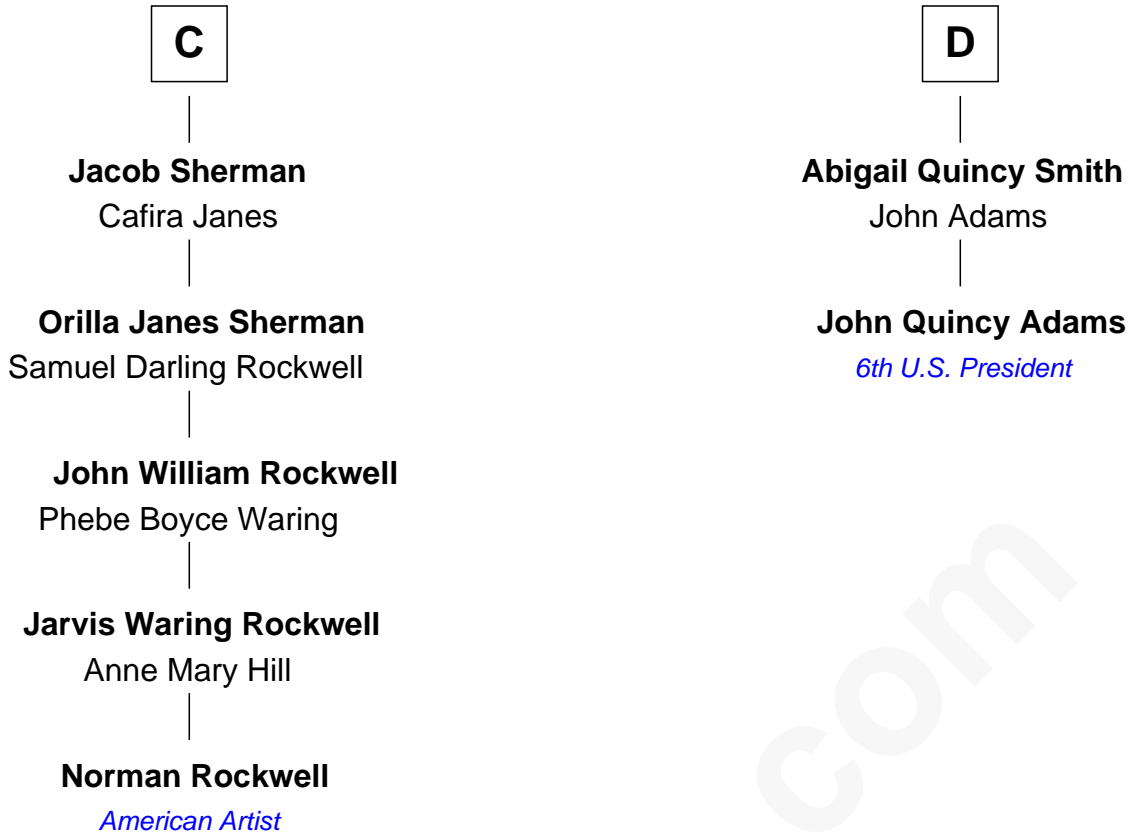 C
Jacob Sherman
Cafira Janes
Orilla Janes Sherman
Samuel Darling Rockwell
John William Rockwell
Phebe Boyce Waring
Jarvis Waring Rockwell
Anne Mary Hill
Norman Rockwell
American Artist
D
Abigail Quincy Smith
John Adams
John Quincy Adams
6th U.S. President
com